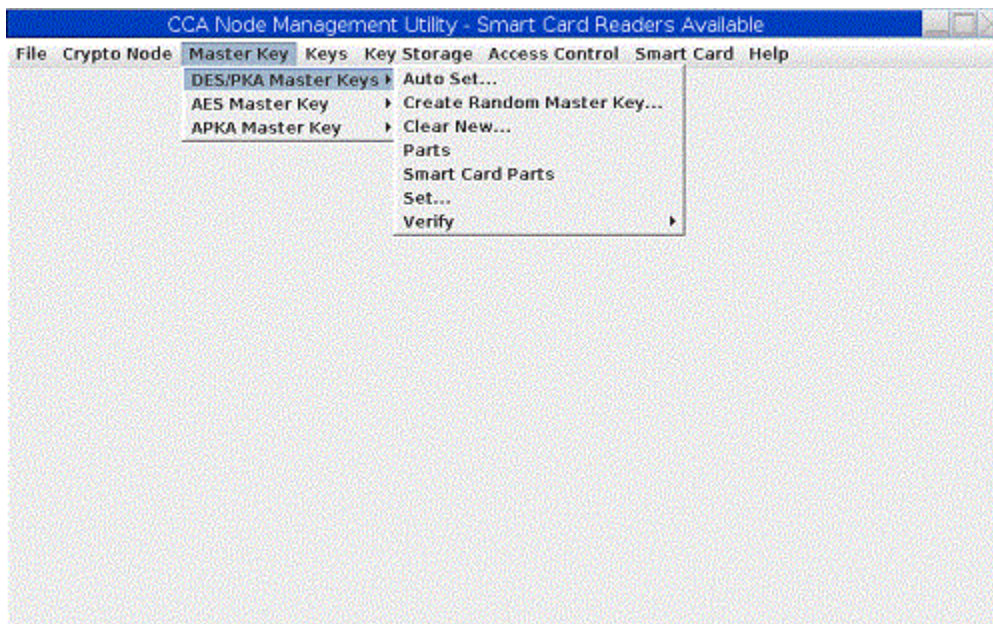 CCA Node Management Utility - Smart Card Readers Available
File Crypto Node Master Key Keys Key Storage Access Control Smart Card Help
DES/PKA Master Keys
AES Master Key
APKA Master Key
Auto Set...
Create Random Master Key...
Clear New...
Parts
Smart Card Parts
Set...
Verify